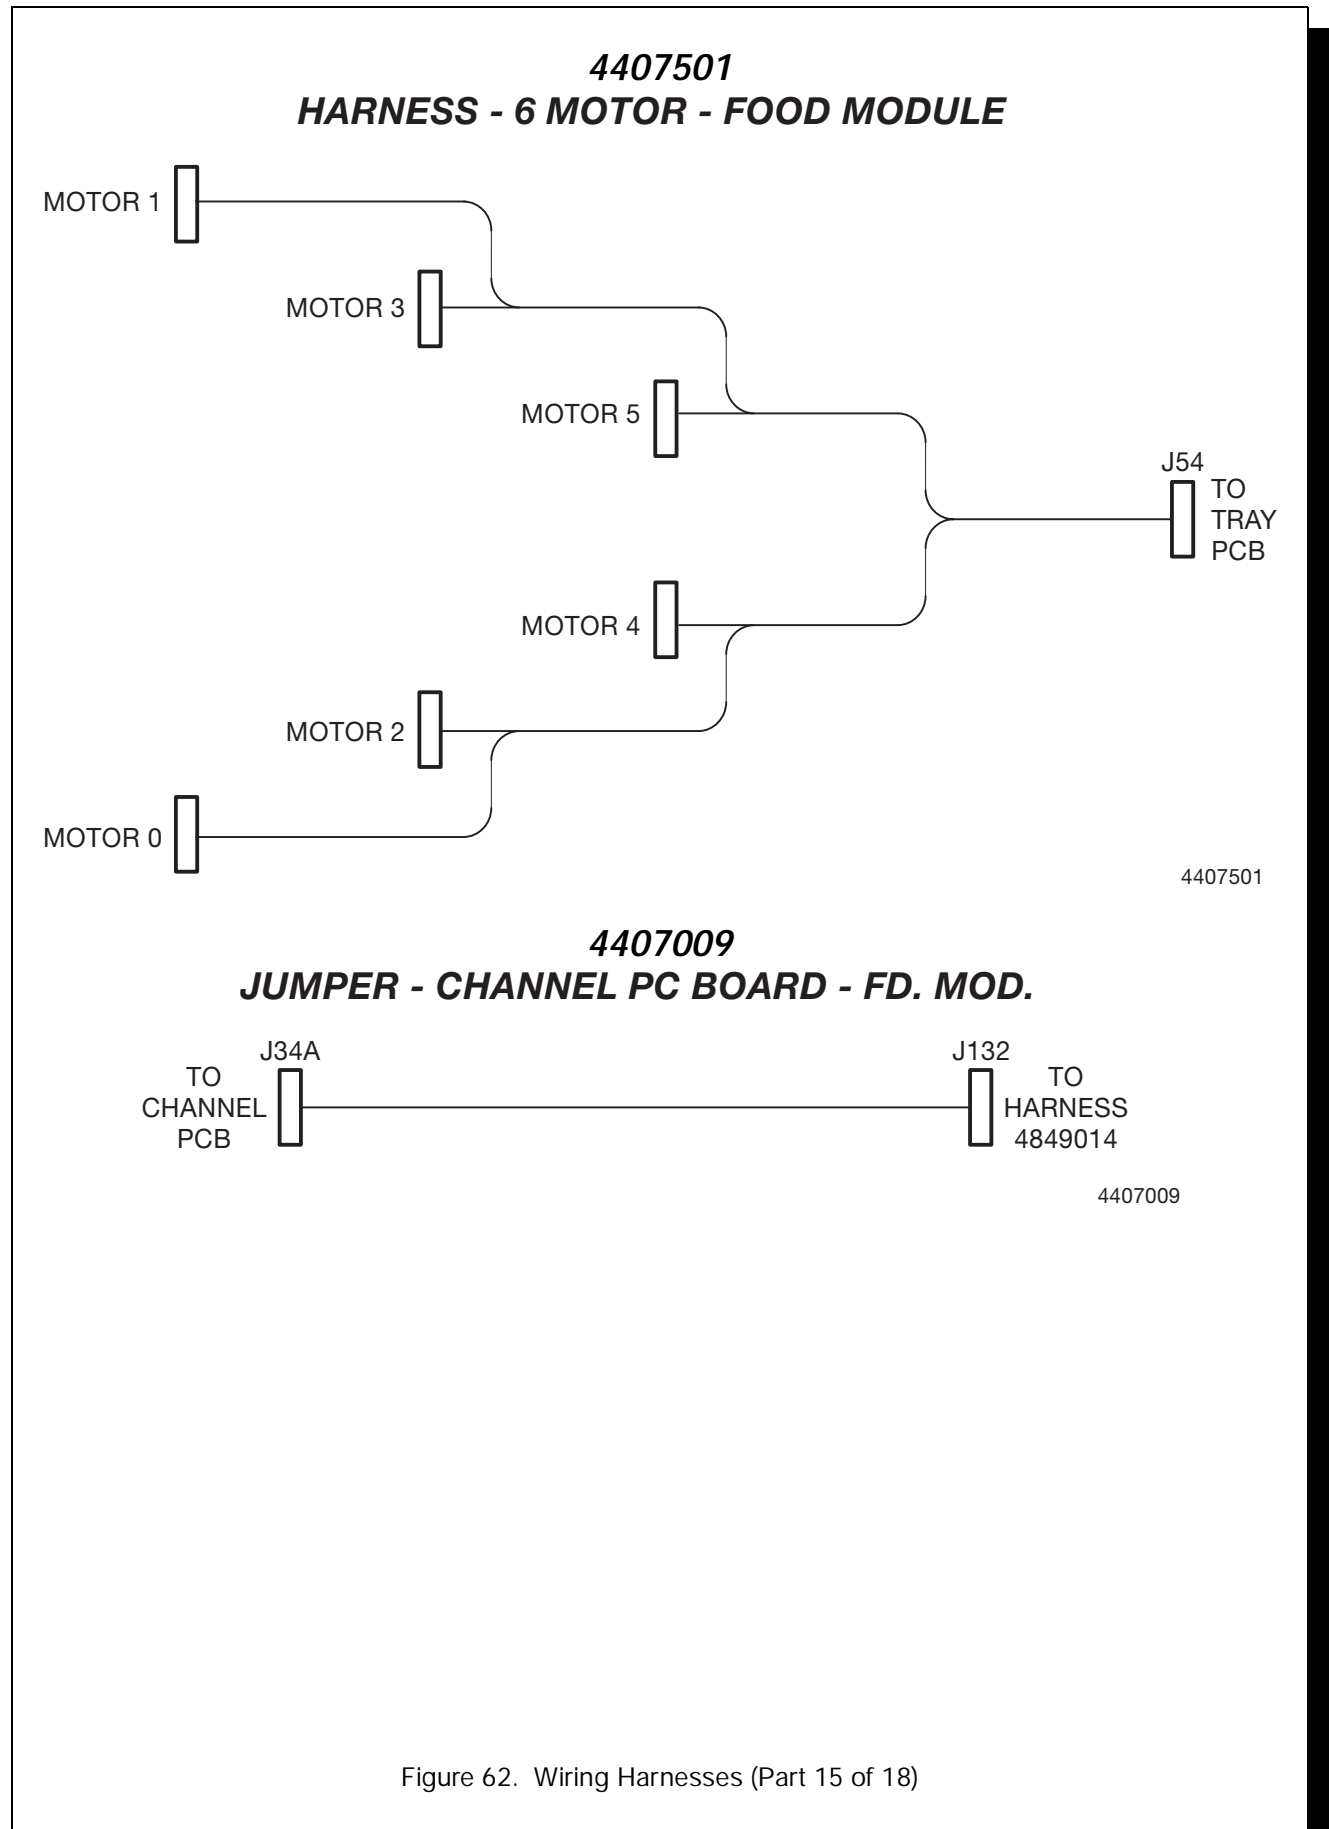 4407501
HARNESS - 6 MOTOR - FOOD MODULE
MOTOR 1
MOTOR 3
MOTOR 5
J54
TO
TRAY
PCB
MOTOR 4
MOTOR 2
MOTOR 0
4407501
4407009
JUMPER - CHANNEL PC BOARD - FD. MOD.
J34A
TO
CHANNEL
PCB
J132
TO
HARNESS
4849014
4407009
Figure 62. Wiring Harnesses (Part 15 of 18)